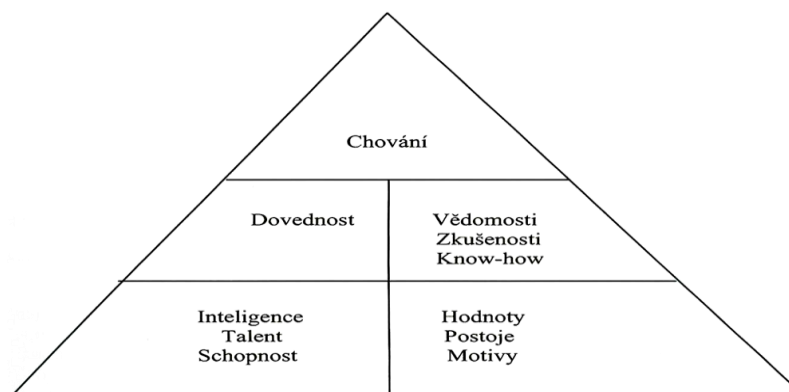 Chování
Dovednost
Vědomosti
Zkušenosti
Know-how
Inteligence
Talent
Schopnost
Hodnoty
Postoje
Motivy